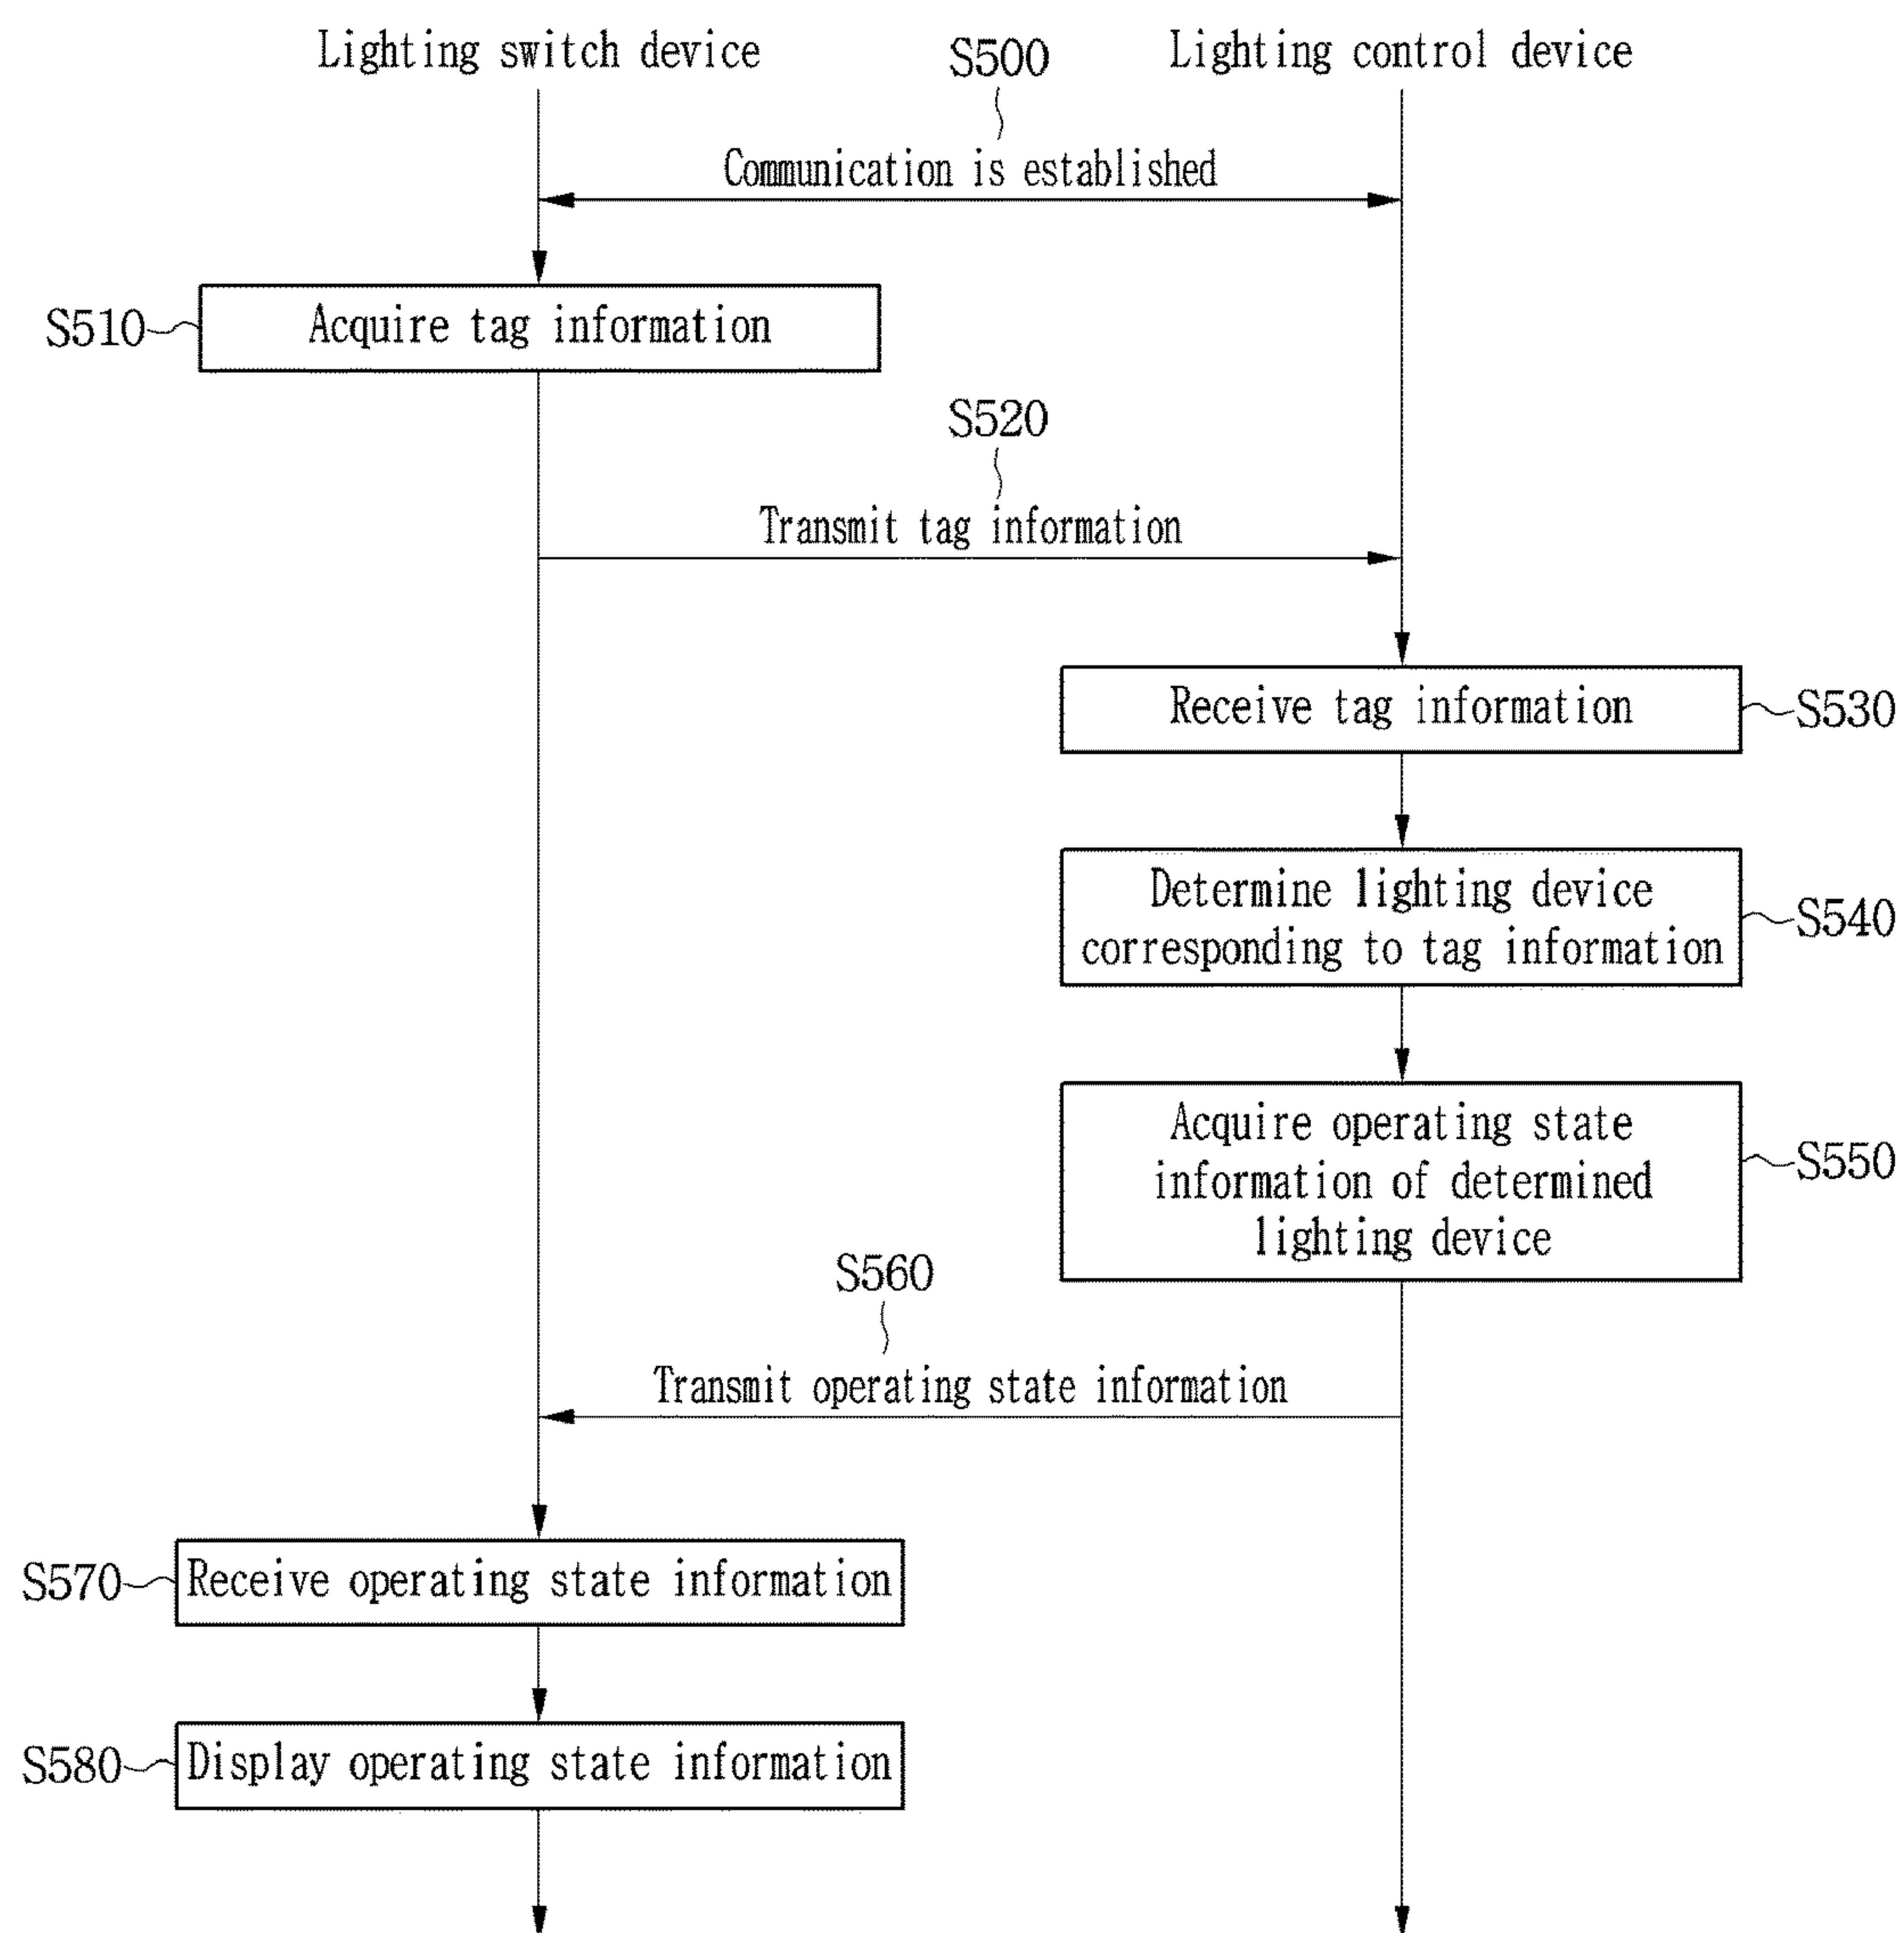 Lighting switch device
S500
Lighting control device
Communication is established
S510
Acquire tag information
S520
Transmit tag information
Receive tag information
S530
Determine lighting device
corresponding to tag information
S540
Acquire operating state
information of determined
lighting device
S550
S560
Transmit operating state information
S570
Receive operating state information
S580
Display operating state information